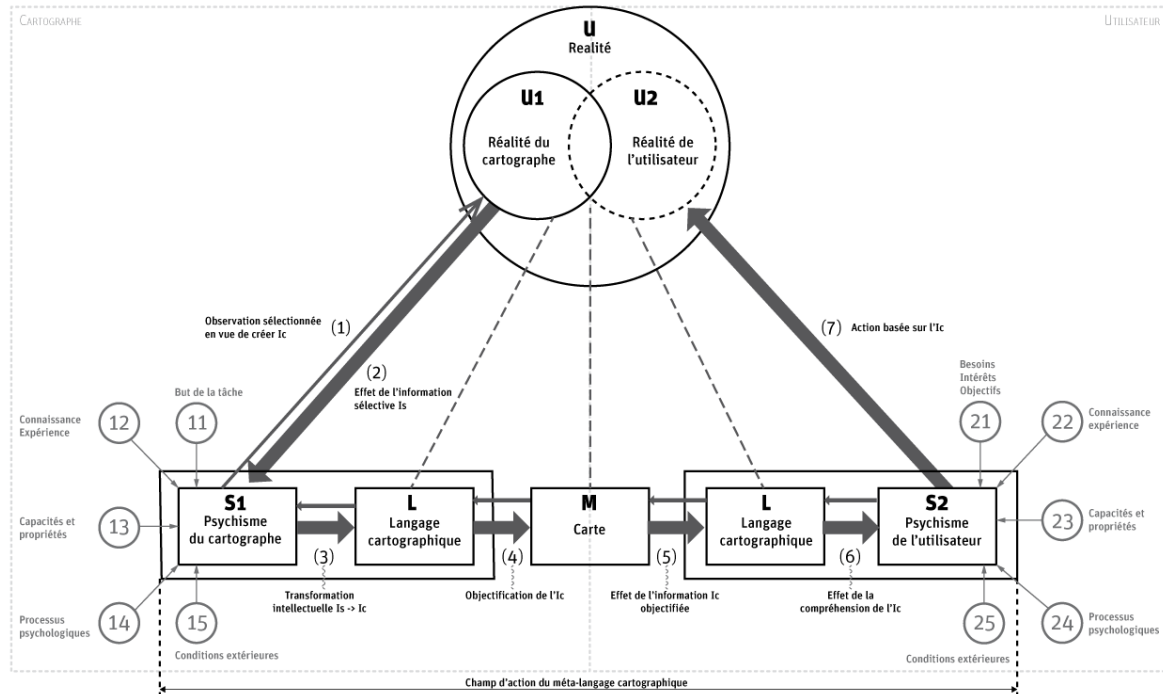 CARTOGRAPHE
UTILISATEUR
U
Realité
U1
U2
Réalité du
cartographe
Réalité de
l'utilisateur
Observation sélectionnée
en vue de créer Ic
(1)
(2)
Effet de l'information
sélective Is
(7)
Action basée sur l'Ic
Connaissance
Expérience
12
But de la tâche
11
Besoins
Intérêts
Objectifs
21
22
Connaissance
expérience
Capacités et
propriétés
13
S1
Psychisme
du cartographe
L
Langage
cartographique
M
Carte
L
Langage
cartographique
S2
Psychisme
de l'utilisateur
23
Capacités et
propriétés
(3)
(4)
(5)
(6)
Transformation
intellectuelle Is -> Ic
Objectification de l'Ic
Effet de l'information Ic
objectifiée
Effet de la
compréhension de l'Ic
Processus
psychologiques
14
15
Conditions extérieures
25
Conditions extérieures
24
Processus
psychologiques
Champ d'action du méta-langage cartographique